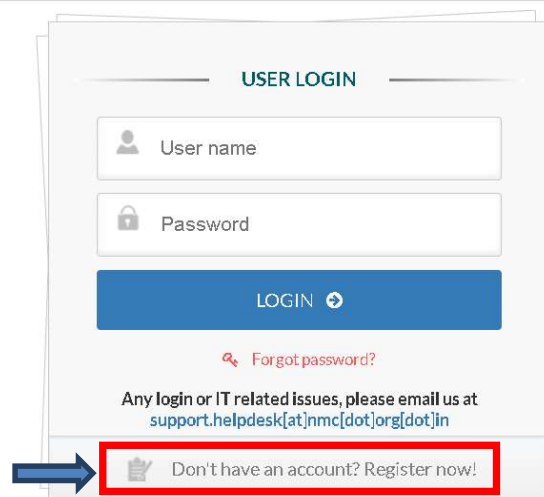 USER LOGIN
User name
Password
LOGIN
Forgot password?
Any login or IT related issues, please email us at
support.helpdesk[at]nmc[dot]org[dot]in
Don't have an account? Register now!